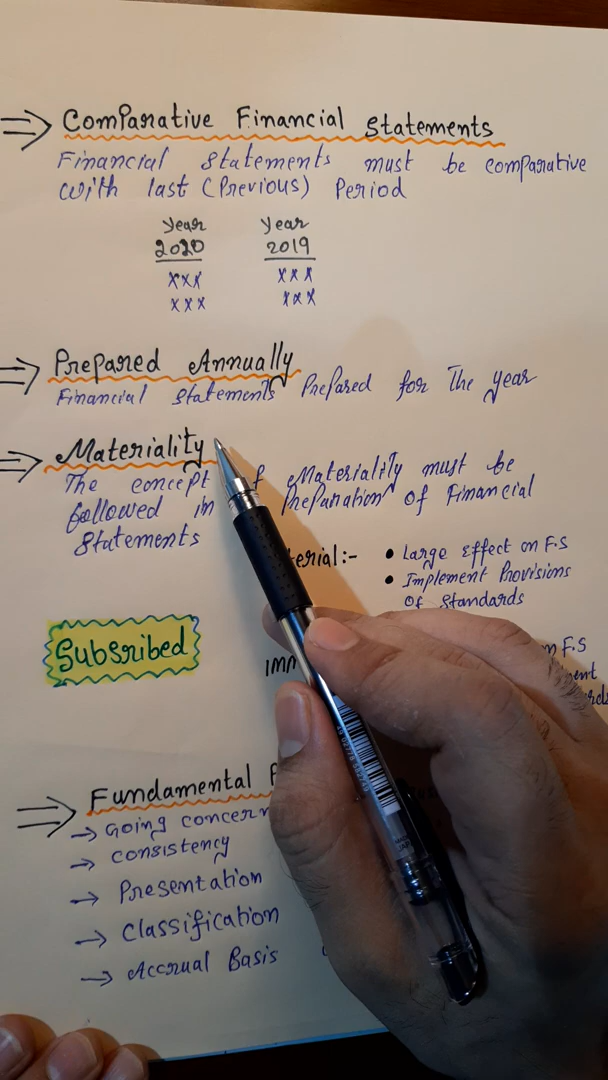 ⇒ Comparative Financial Statements
Financial Statements must be comparative
with last (Previous) Period
Year Year
2020 2019
xxx xxx
xxx xxx
⇒ Prepared Annually
Financial Statements Prepared for The year
⇒ Materiality
The concept of Materiality must be
followed in Preparation of Financial
Statements
• Large Effect on F.S
• Implement Provisions
Of Standards
Subsribed
F.S
⇒ Fundamental
→ Going concern
→ Consistency
→ Presentation
→ Classification
→ Accrual Basis